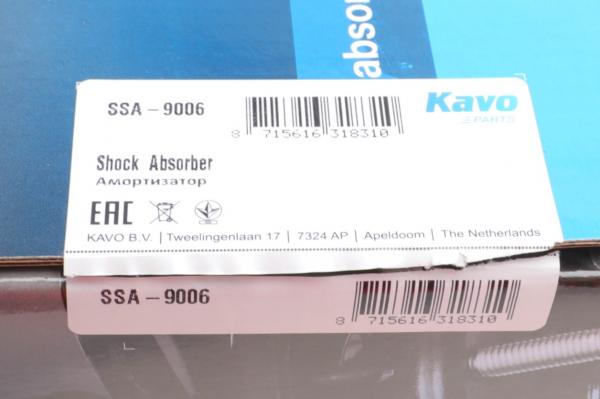 absor
SSA-9006
8 715616 318310
Kavo
PARTS
Shock Absorber
Амортизатор
EAC
KAVO B.V. | Tweelingenlaan 17 | 7324 AP | Apeldoorn | The Netherlands
SSA-9006
8 715616 318310